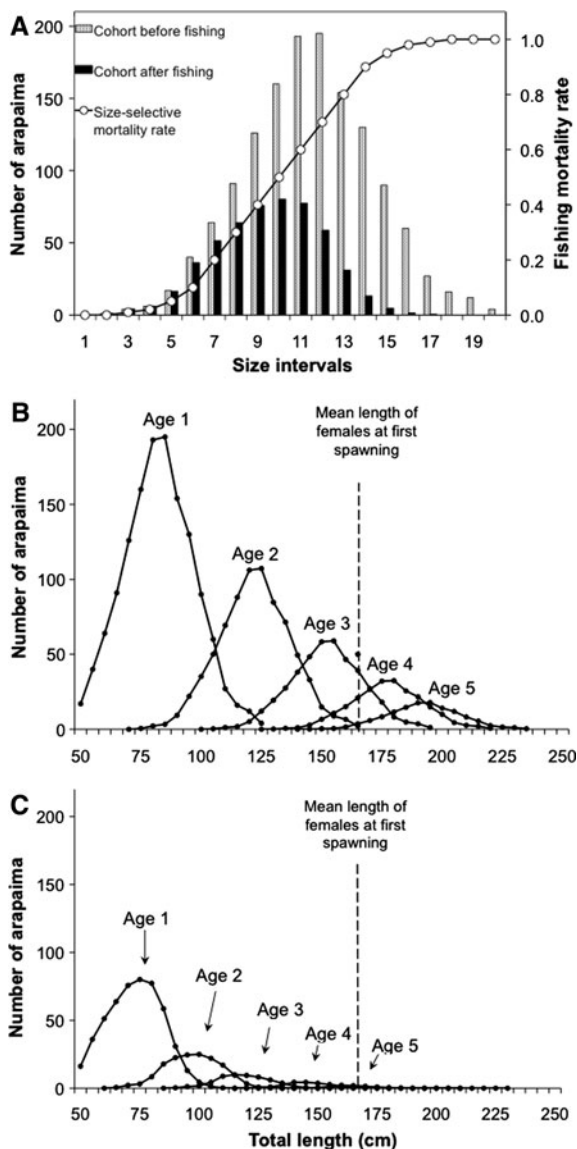 A
Cohort before fishing
Cohort after fishing
Size-selective
mortality rate
Number of arapaima
200
150
100
50
0
1.0
0.8
0.6
0.4
0.2
0.0
Fishing mortality rate
1 3 5 7 9 11 13 15 17 19
Size intervals
B
Number of arapaima
200
150
100
50
0
Age 1
Age 2
Age 3
Age 4
Age 5
Mean length of
females at first
spawning
50 75 100 125 150 175 200 225 250
C
Number of arapaima
200
150
100
50
0
Age 1
Age 2
Age 3
Age 4
Age 5
Mean length of
females at first
spawning
50 75 100 125 150 175 200 225 250
Total length (cm)